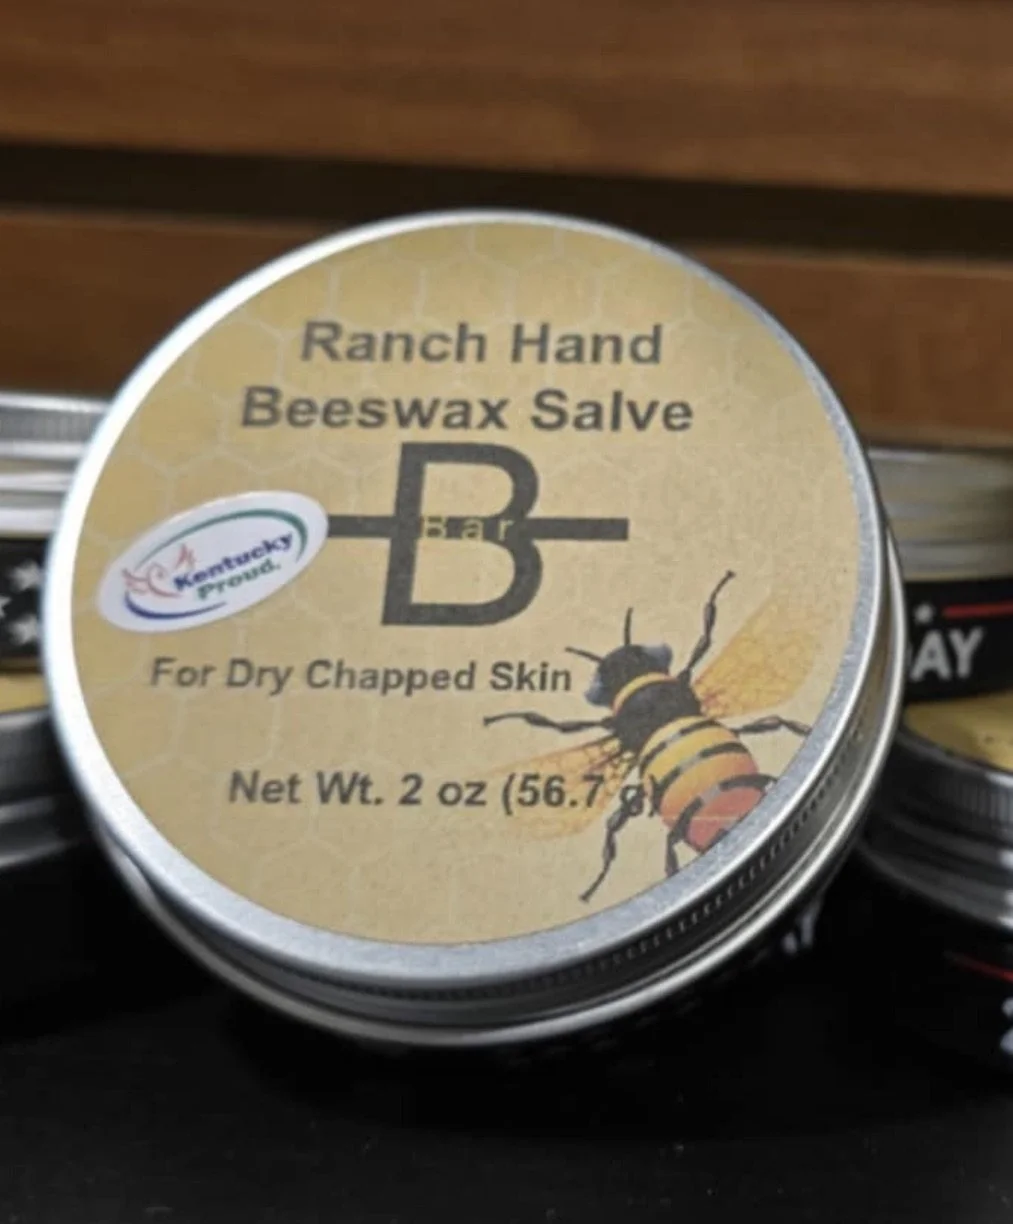 Ranch Hand
Beeswax Salve
B
Bar
Kentucky
Proud.
For Dry Chapped Skin
Net Wt. 2 oz (56.7 g)
AY